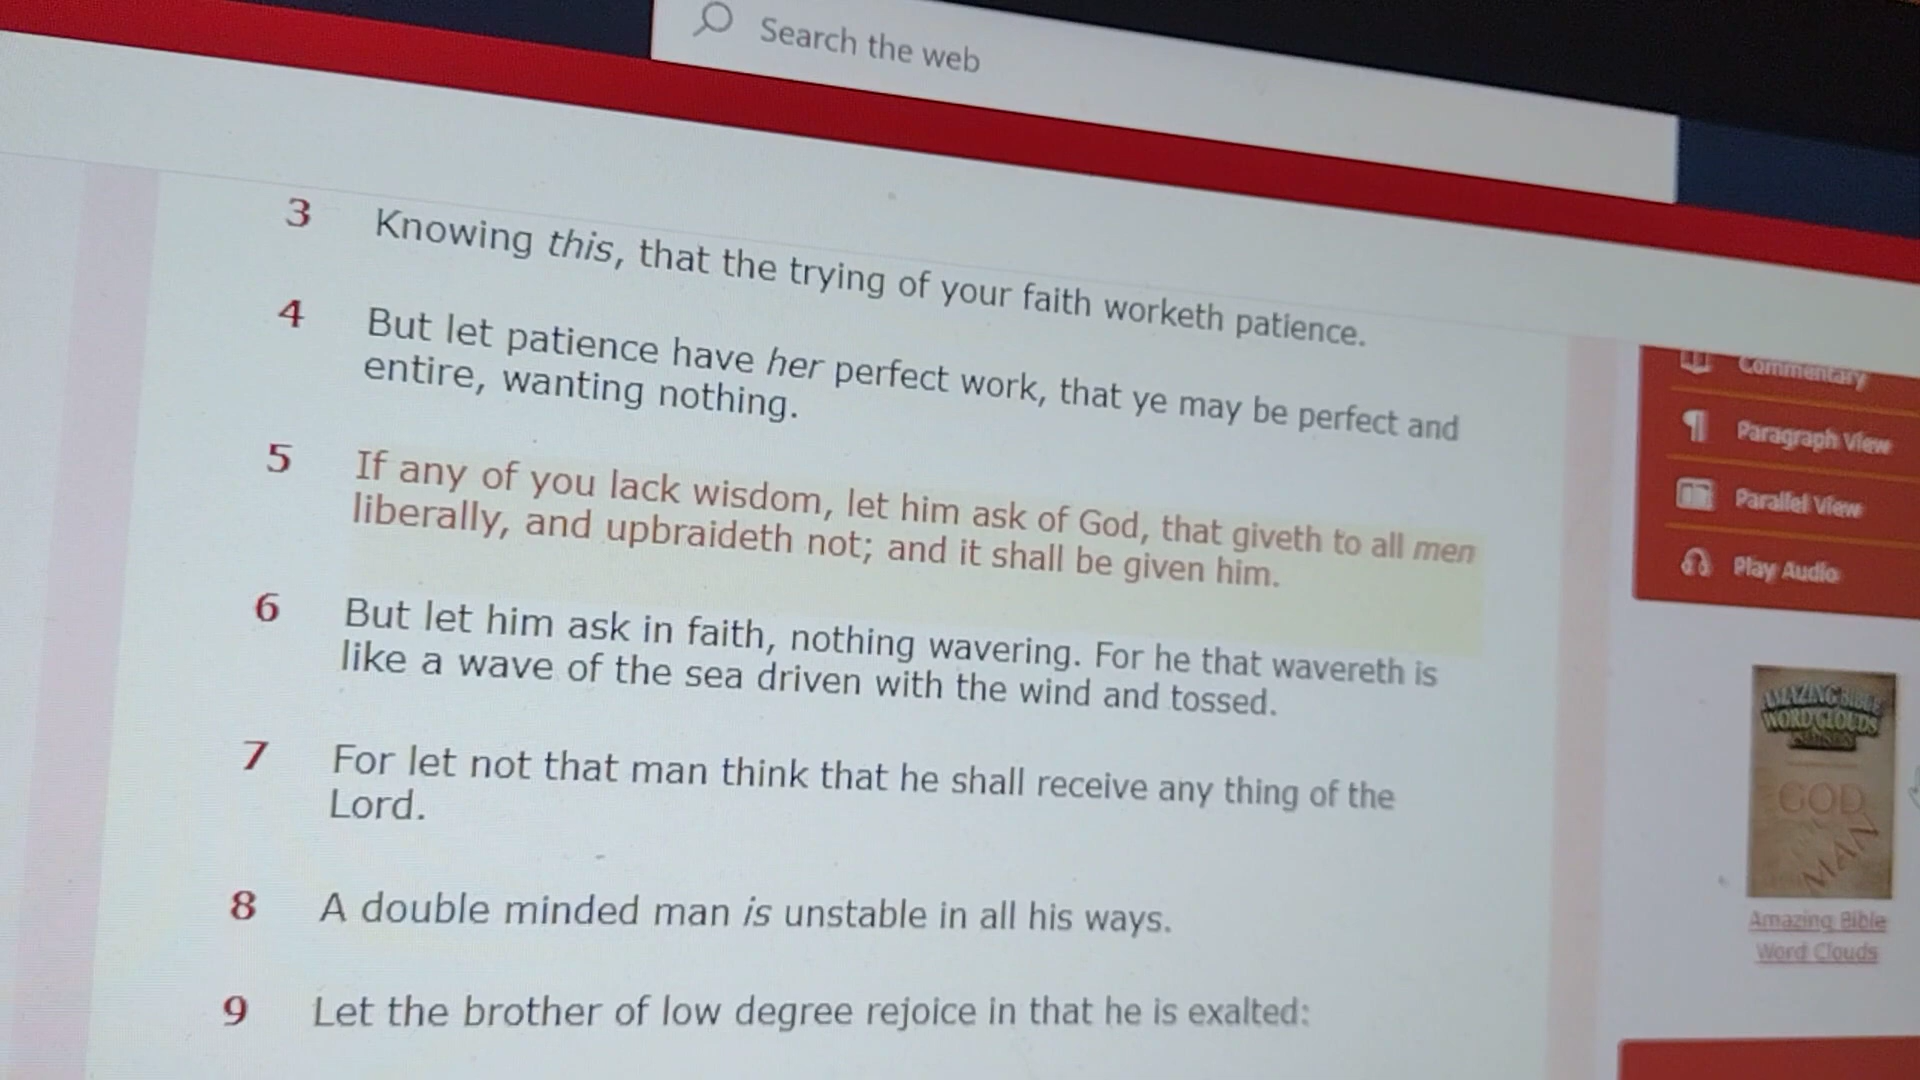 Search the web
3 Knowing this, that the trying of your faith worketh patience.
4 But let patience have her perfect work, that ye may be perfect and
entire, wanting nothing.
5 If any of you lack wisdom, let him ask of God, that giveth to all men
liberally, and upbraideth not; and it shall be given him.
6 But let him ask in faith, nothing wavering. For he that wavereth is
like a wave of the sea driven with the wind and tossed.
7 For let not that man think that he shall receive any thing of the
Lord.
8 A double minded man is unstable in all his ways.
9 Let the brother of low degree rejoice in that he is exalted:
Commentary
Paragraph View
Parallel View
Play Audio
AMAZING BIBLE
WORD CLOUDS
GOD
MAN
Amazing Bible
Word Clouds